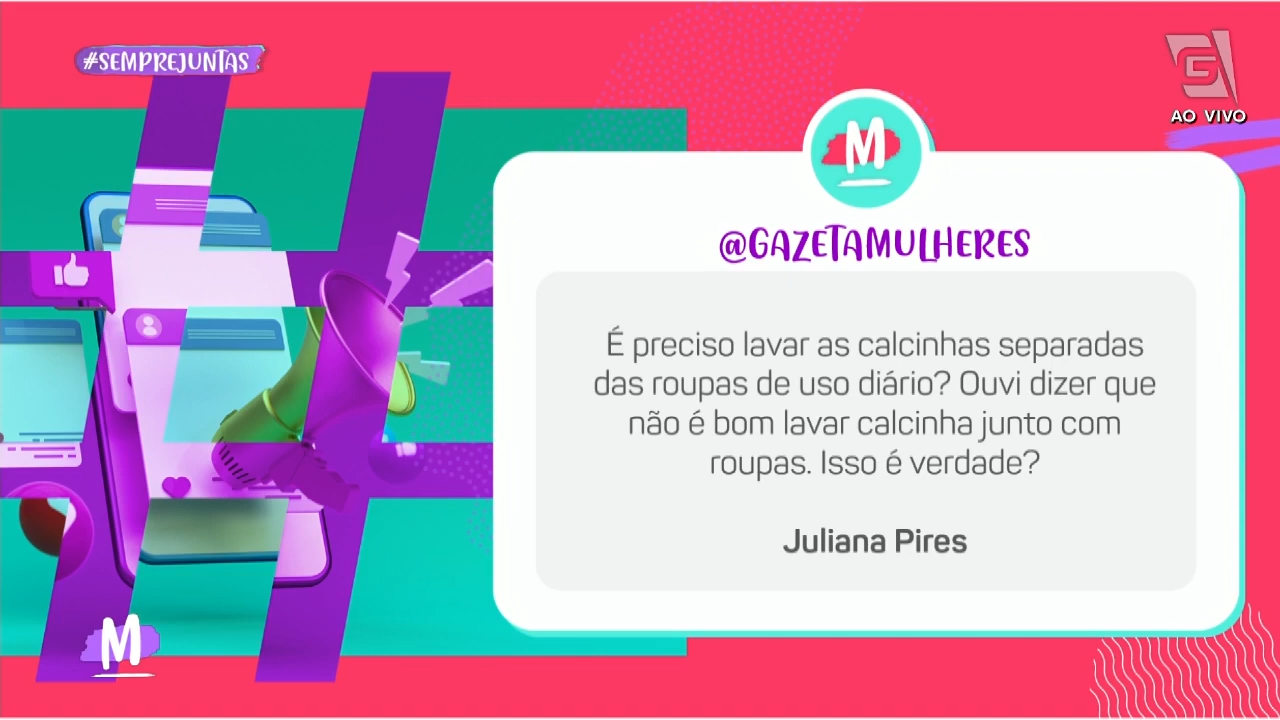 #SEMPREJUNTAS
G
AO VIVO
M
@GAZETAMULHERES
É preciso lavar as calcinhas separadas
das roupas de uso diário? Ouvi dizer que
não é bom lavar calcinha junto com
roupas. Isso é verdade?
Juliana Pires
M